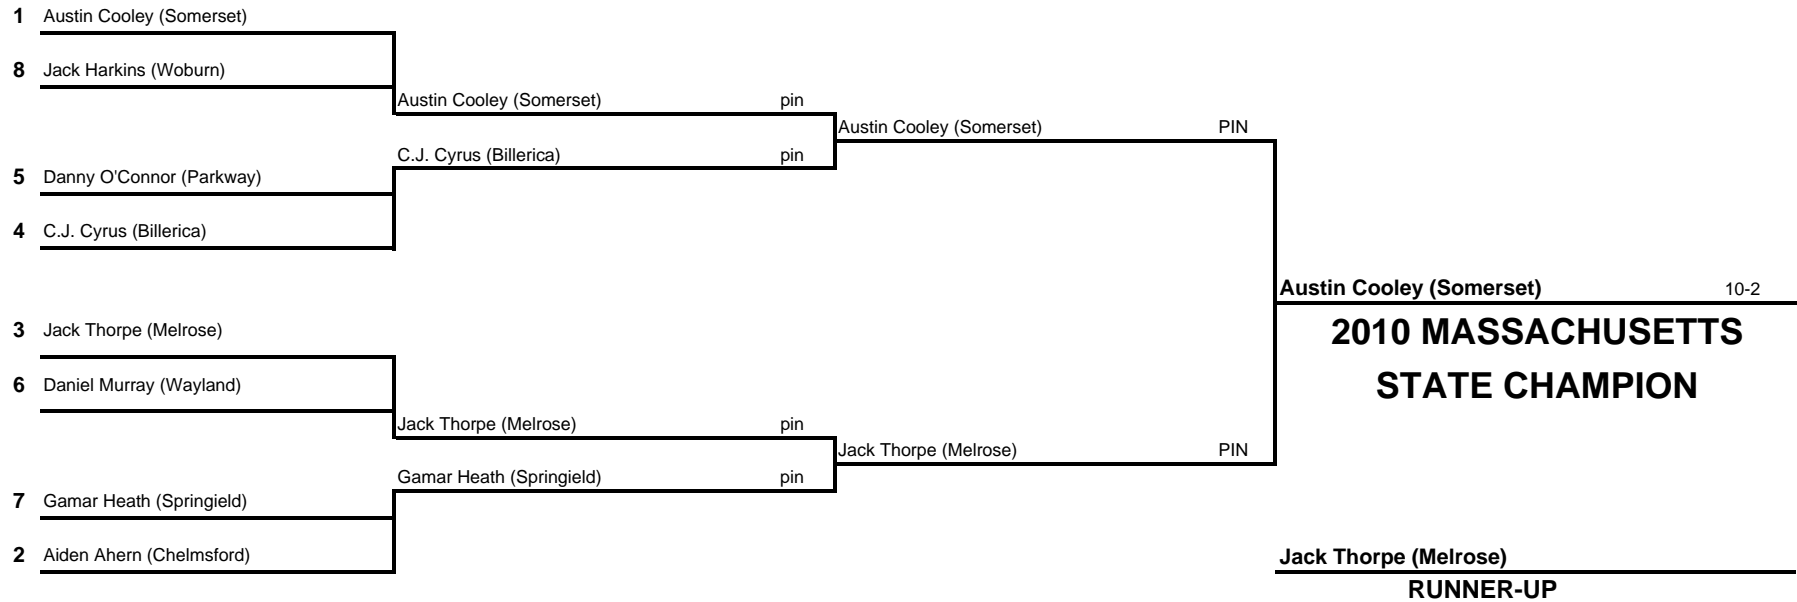 1 Austin Cooley (Somerset)
8 Jack Harkins (Woburn)
Austin Cooley (Somerset) pin
Austin Cooley (Somerset) PIN
C.J. Cyrus (Billerica) pin
5 Danny O'Connor (Parkway)
4 C.J. Cyrus (Billerica)
Austin Cooley (Somerset) 10-2
3 Jack Thorpe (Melrose)
2010 MASSACHUSETTS
STATE CHAMPION
6 Daniel Murray (Wayland)
Jack Thorpe (Melrose) pin
Jack Thorpe (Melrose) PIN
Gamar Heath (Springield) pin
7 Gamar Heath (Springield)
2 Aiden Ahern (Chelmsford)
Jack Thorpe (Melrose)
RUNNER-UP